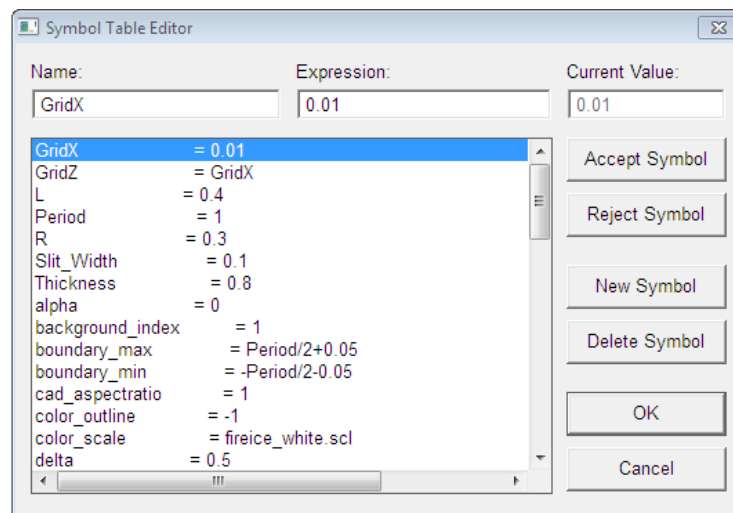 Symbol Table Editor
Name: Expression: Current Value:
GridX 0.01 0.01
GridX = 0.01
GridZ = GridX
L = 0.4
Period = 1
R = 0.3
Slit_Width = 0.1
Thickness = 0.8
alpha = 0
background_index = 1
boundary_max = Period/2+0.05
boundary_min = -Period/2-0.05
cad_aspectratio = 1
color_outline = -1
color_scale = fireice_white.scl
delta = 0.5
Accept Symbol
Reject Symbol
New Symbol
Delete Symbol
OK
Cancel